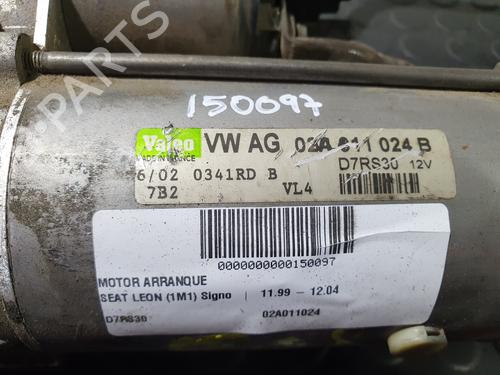 150097
Valeo VW AG 02A 911 024 B
MADE IN FRANCE D7RS30 12V
6/02 0341RD B
7B2 VL4
0000000000150097
MOTOR ARRANQUE
SEAT LEON (1M1) Signo | 11.99 – 12.04
D7RS30 02A011024